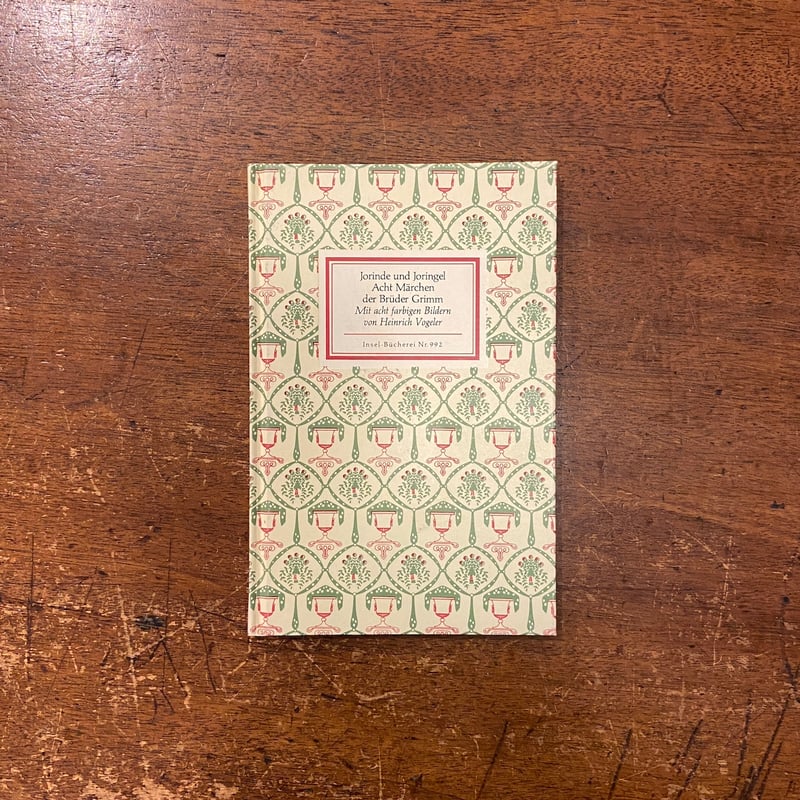 Jorinde und Joringel
Acht Märchen
der Brüder Grimm
Mit acht farbigen Bildern
von Heinrich Vogeler
Insel-Bücherei Nr. 992